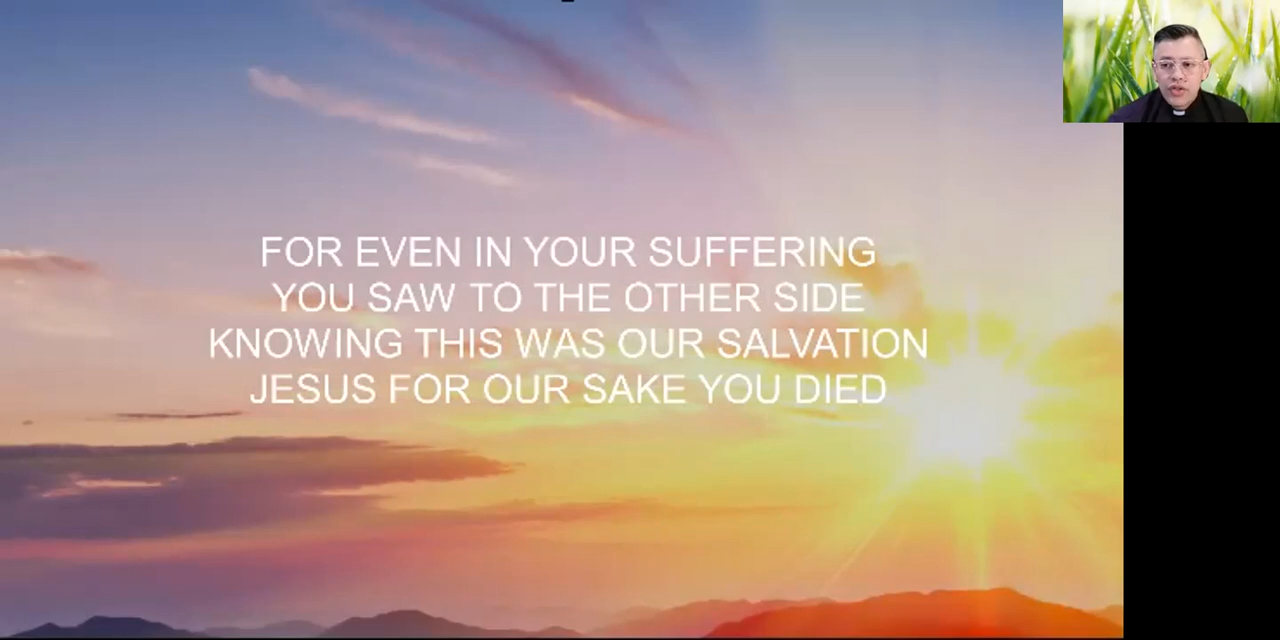 FOR EVEN IN YOUR SUFFERING
YOU SAW TO THE OTHER SIDE
KNOWING THIS WAS OUR SALVATION
JESUS FOR OUR SAKE YOU DIED